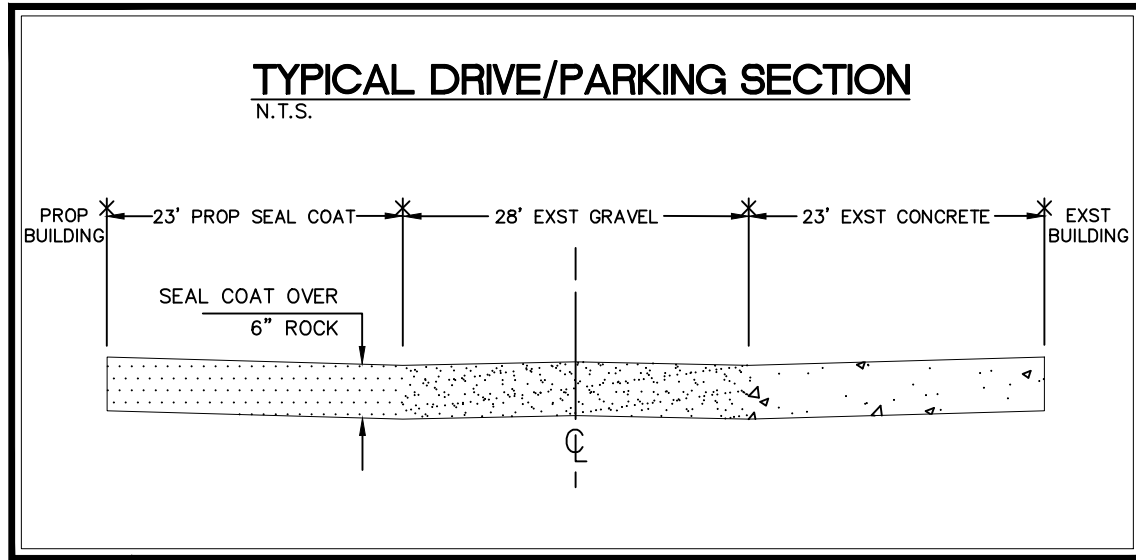 TYPICAL DRIVE/PARKING SECTION
N.T.S.
PROP
BUILDING
23' PROP SEAL COAT
28' EXST GRAVEL
23' EXST CONCRETE
EXST
BUILDING
SEAL COAT OVER
6" ROCK
℄